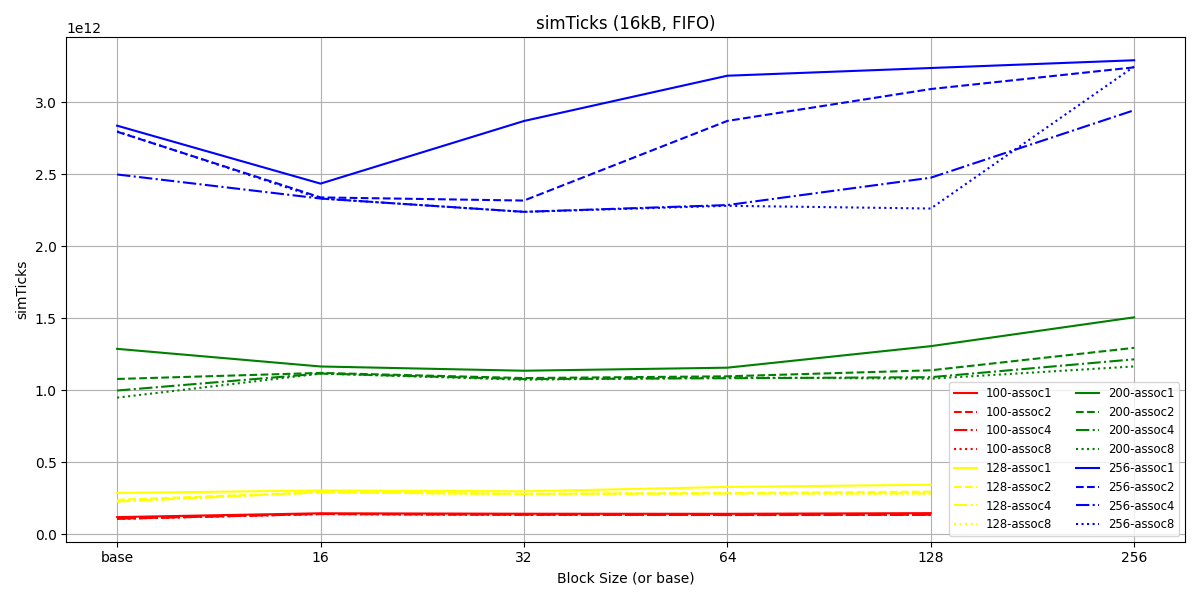 simTicks (16kB, FIFO)
1e12
3.0
2.5
2.0
1.5
1.0
0.5
0.0
simTicks
base 16 32 64 128 256
Block Size (or base)
100-assoc1
100-assoc2
100-assoc4
100-assoc8
128-assoc1
128-assoc2
128-assoc4
128-assoc8
200-assoc1
200-assoc2
200-assoc4
200-assoc8
256-assoc1
256-assoc2
256-assoc4
256-assoc8